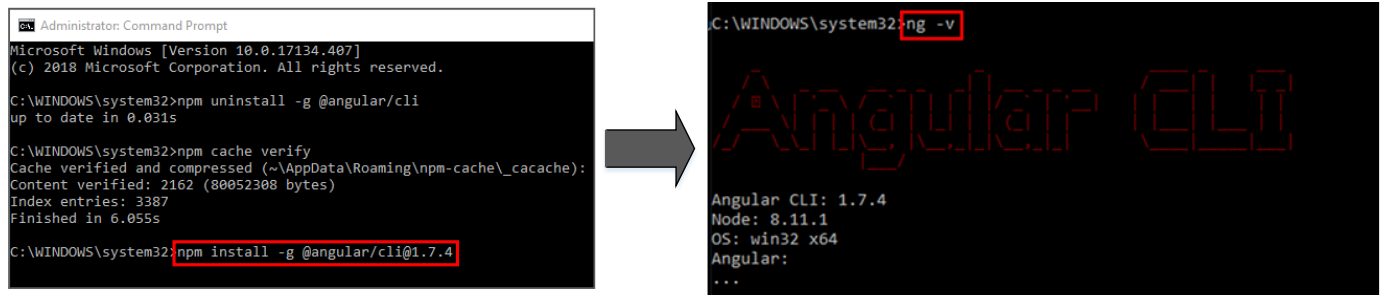 Administrator: Command Prompt
Microsoft Windows [Version 10.0.17134.407]
(c) 2018 Microsoft Corporation. All rights reserved.
C:\WINDOWS\system32>npm uninstall -g @angular/cli
up to date in 0.031s
C:\WINDOWS\system32>npm cache verify
Cache verified and compressed (~\AppData\Roaming\npm-cache\_cacache):
Content verified: 2162 (80052308 bytes)
Index entries: 3387
Finished in 6.055s
C:\WINDOWS\system32>npm install -g @angular/cli@1.7.4
C:\WINDOWS\system32>ng -v
Angular CLI
Angular CLI: 1.7.4
Node: 8.11.1
OS: win32 x64
Angular:
...